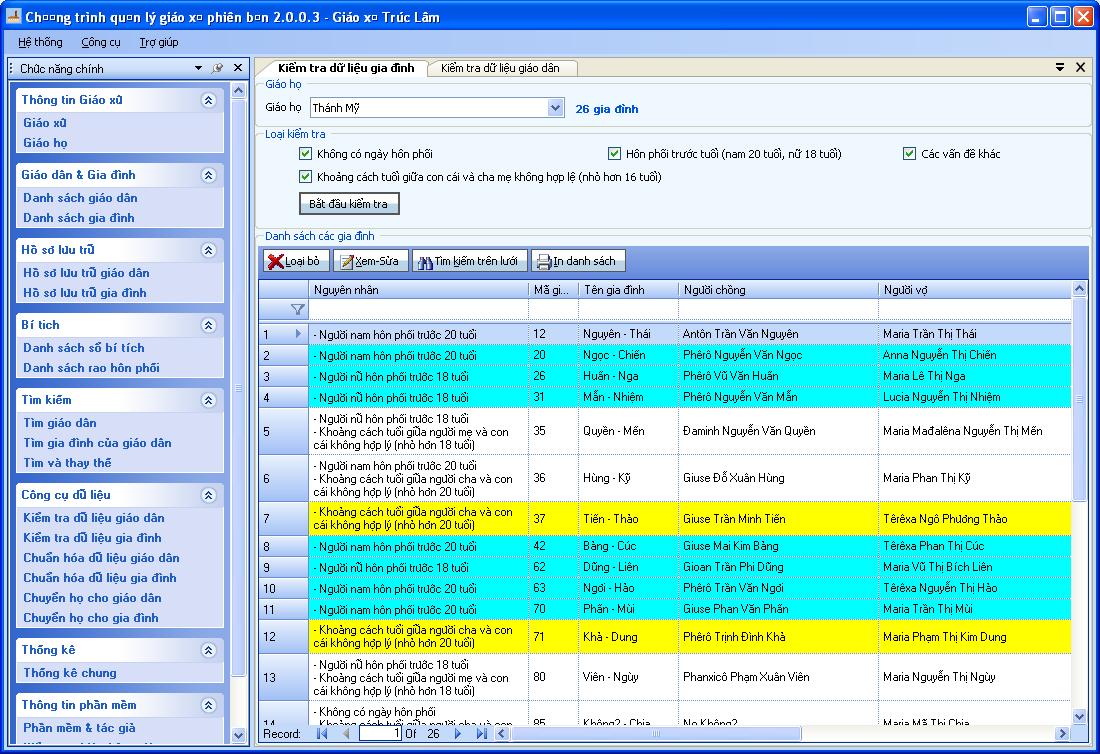 Ch¤¤ng trình qu¤n lý giáo x¤ phiên b¤n 2.0.0.3 - Giáo x¤ Trúc Lâm
Hệ thống Công cụ Trợ giúp
Chức năng chính
Kiểm tra dữ liệu gia đình Kiểm tra dữ liệu giáo dân
Thông tin Giáo xứ
Giáo xứ
Giáo họ
Giáo dân & Gia đình
Danh sách giáo dân
Danh sách gia đình
Hồ sơ lưu trữ
Hồ sơ lưu trữ giáo dân
Hồ sơ lưu trữ gia đình
Bí tích
Danh sách sổ bí tích
Danh sách rao hôn phối
Tìm kiếm
Tìm giáo dân
Tìm gia đình của giáo dân
Tìm và thay thế
Công cụ dữ liệu
Kiểm tra dữ liệu giáo dân
Kiểm tra dữ liệu gia đình
Chuẩn hóa dữ liệu giáo dân
Chuẩn hóa dữ liệu gia đình
Chuyển họ cho giáo dân
Chuyển họ cho gia đình
Thống kê
Thống kê chung
Thông tin phần mềm
Phần mềm & tác giả
Giáo họ
Giáo họ Thánh Mỹ 26 gia đình
Loại kiểm tra
Không có ngày hôn phối Hôn phối trước tuổi (nam 20 tuổi, nữ 18 tuổi) Các vấn đề khác
Khoảng cách tuổi giữa con cái và cha mẹ không hợp lệ (nhỏ hơn 16 tuổi)
Bắt đầu kiểm tra
Danh sách các gia đình
Loại bỏ Xem-Sửa Tìm kiếm trên lưới In danh sách
Nguyên nhân Mã gi... Tên gia đình Người chồng Người vợ
1 - Người nam hôn phối trước 20 tuổi 12 Nguyên - Thái Antôn Trần Văn Nguyên Maria Trần Thị Thái
2 - Người nam hôn phối trước 20 tuổi 20 Ngọc - Chiến Phêrô Nguyễn Văn Ngọc Anna Nguyễn Thị Chiến
3 - Người nữ hôn phối trước 18 tuổi 26 Huấn - Nga Phêrô Vũ Văn Huấn Maria Lê Thị Nga
4 - Người nữ hôn phối trước 18 tuổi 31 Mẫn - Nhiệm Phêrô Nguyễn Văn Mẫn Lucia Nguyễn Thị Nhiệm
- Người nữ hôn phối trước 18 tuổi
5 - Khoảng cách tuổi giữa người mẹ và con 35 Quyền - Mến Đaminh Nguyễn Văn Quyền Maria Mađalêna Nguyễn Thị Mến
cái không hợp lý (nhỏ hơn 18 tuổi)
- Người nam hôn phối trước 20 tuổi
6 - Khoảng cách tuổi giữa người cha và con 36 Hùng - Kỹ Giuse Đỗ Xuân Hùng Maria Phan Thị Kỹ
cái không hợp lý (nhỏ hơn 20 tuổi)
7 - Khoảng cách tuổi giữa người cha và con 37 Tiến - Thảo Giuse Trần Minh Tiến Têrêxa Ngô Phương Thảo
cái không hợp lý (nhỏ hơn 20 tuổi)
8 - Người nam hôn phối trước 20 tuổi 42 Bằng - Cúc Giuse Mai Kim Bằng Têrêxa Phan Thị Cúc
9 - Người nữ hôn phối trước 18 tuổi 62 Dũng - Liên Gioan Trần Phi Dũng Maria Vũ Thị Bích Liên
10 - Người nam hôn phối trước 20 tuổi 63 Ngợi - Hảo Phêrô Trần Văn Ngợi Têrêxa Nguyễn Thị Hảo
11 - Người nam hôn phối trước 20 tuổi 70 Phấn - Mùi Giuse Phan Văn Phấn Maria Trần Thị Mùi
12 - Khoảng cách tuổi giữa người cha và con 71 Khả - Dung Phêrô Trịnh Đình Khả Maria Phạm Thị Kim Dung
cái không hợp lý (nhỏ hơn 20 tuổi)
- Người nữ hôn phối trước 18 tuổi
13 - Khoảng cách tuổi giữa người mẹ và con 80 Viên - Ngùy Phanxicô Phạm Xuân Viên Maria Nguyễn Thị Ngùy
cái không hợp lý (nhỏ hơn 18 tuổi)
- Không có ngày hôn phối
14 - Khoảng cách tuổi giữa người cha và con 85 Không? - Chia No Không? Maria Mã Thị Chia
Record: 1 Of 26